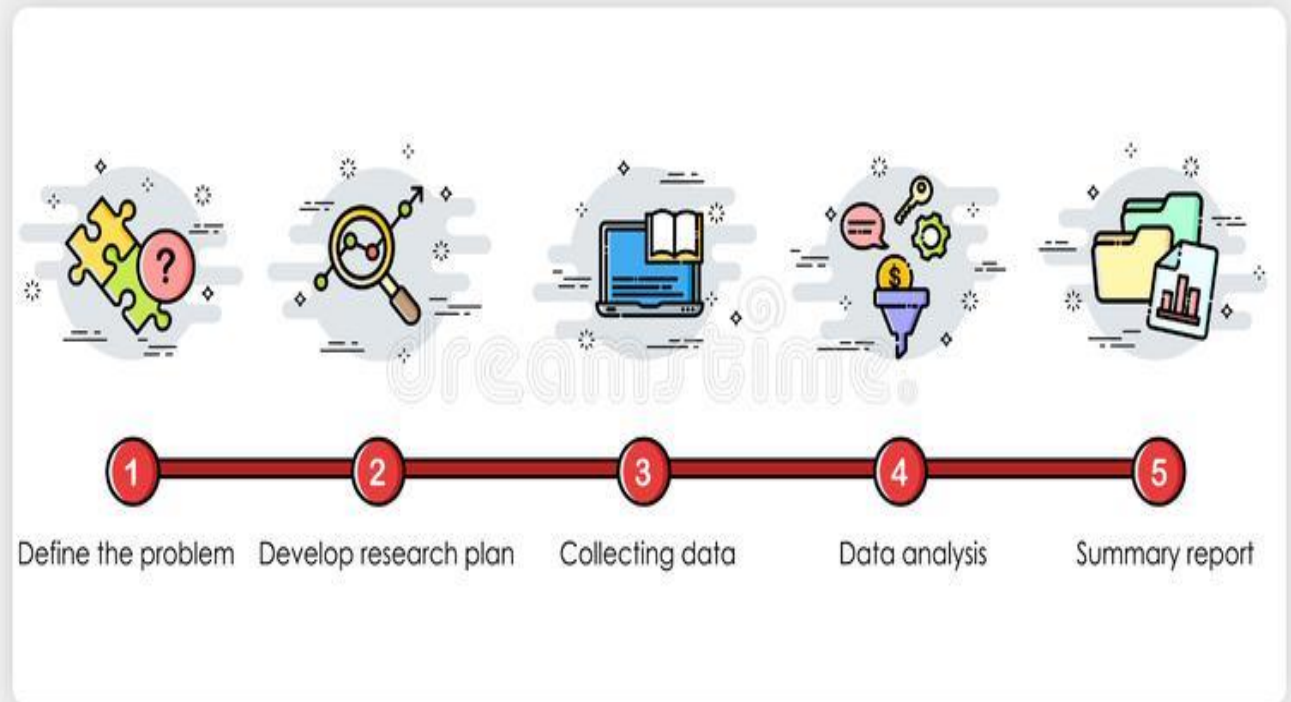 ?
$
dreamstime.
1
2
3
4
5
Define the problem
Develop research plan
Collecting data
Data analysis
Summary report